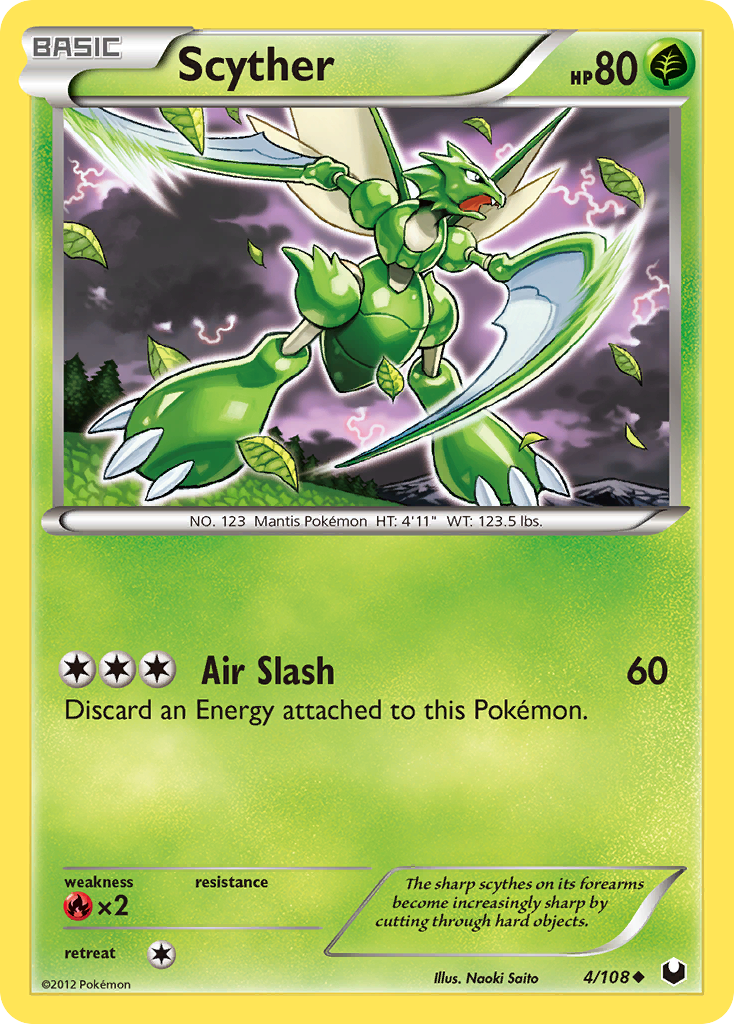 BASIC
Scyther
HP80
NO. 123 Mantis Pokémon HT: 4'11" WT: 123.5 lbs.
Air Slash 60
Discard an Energy attached to this Pokémon.
weakness resistance
×2
The sharp scythes on its forearms
become increasingly sharp by
cutting through hard objects.
retreat
©2012 Pokémon
Illus. Naoki Saito
4/108